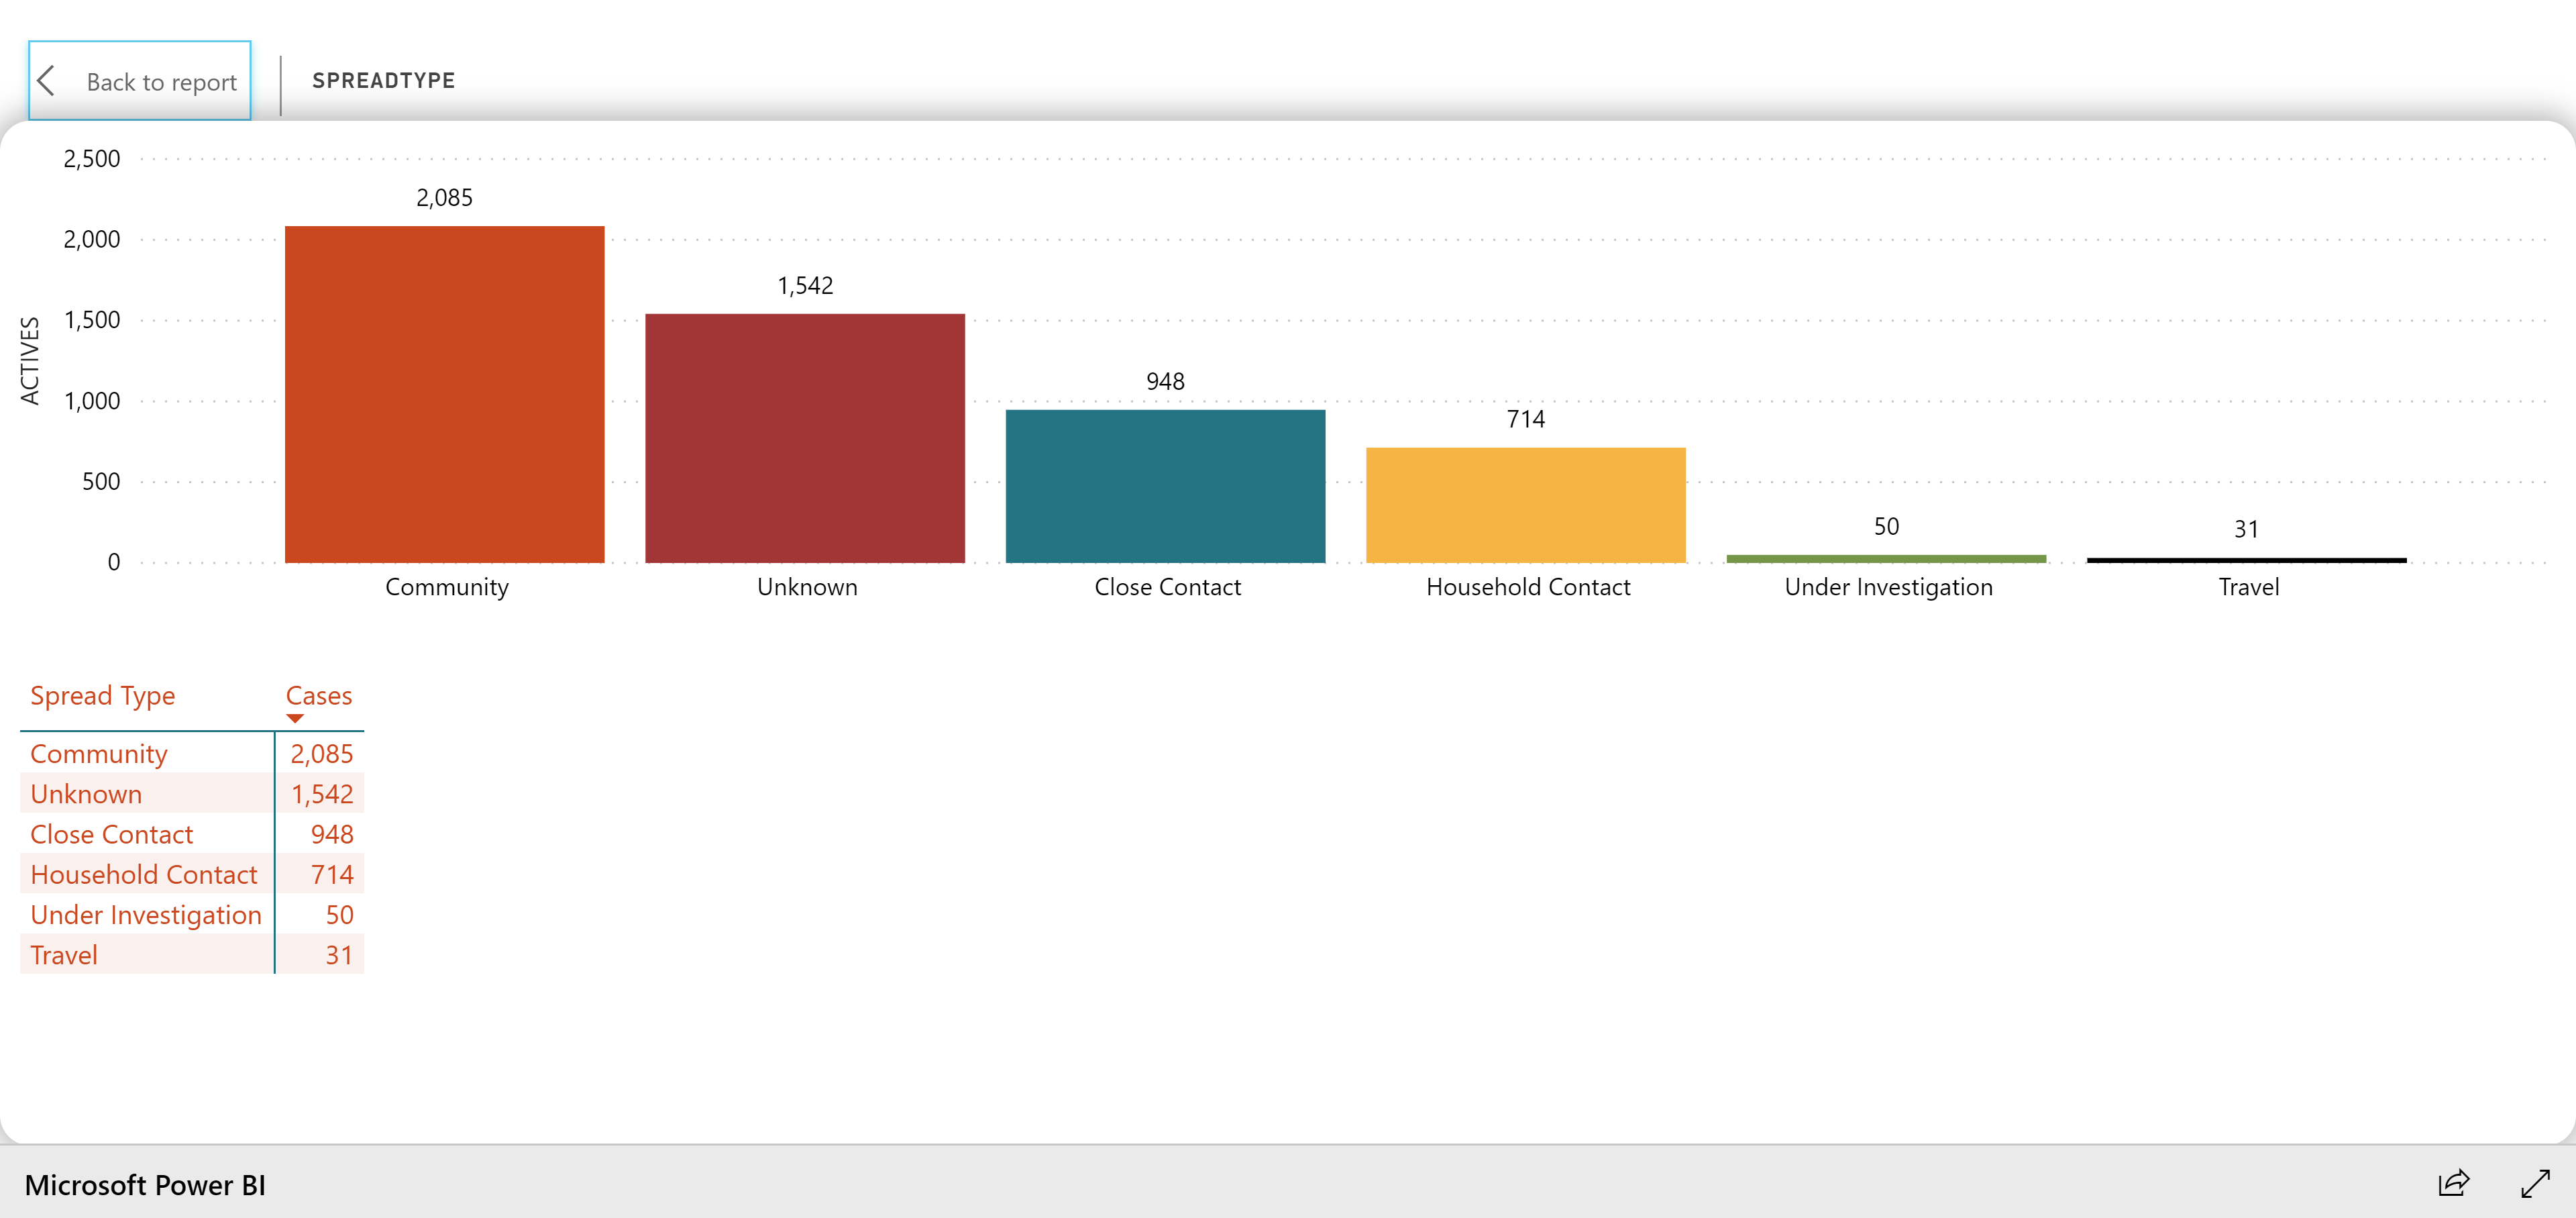 Back to report
SPREADTYPE
2,500
2,000
1,500
1,000
500
0
ACTIVES
2,085
1,542
948
714
50
31
Community
Unknown
Close Contact
Household Contact
Under Investigation
Travel
Spread Type Cases
Community 2,085
Unknown 1,542
Close Contact 948
Household Contact 714
Under Investigation 50
Travel 31
Microsoft Power BI